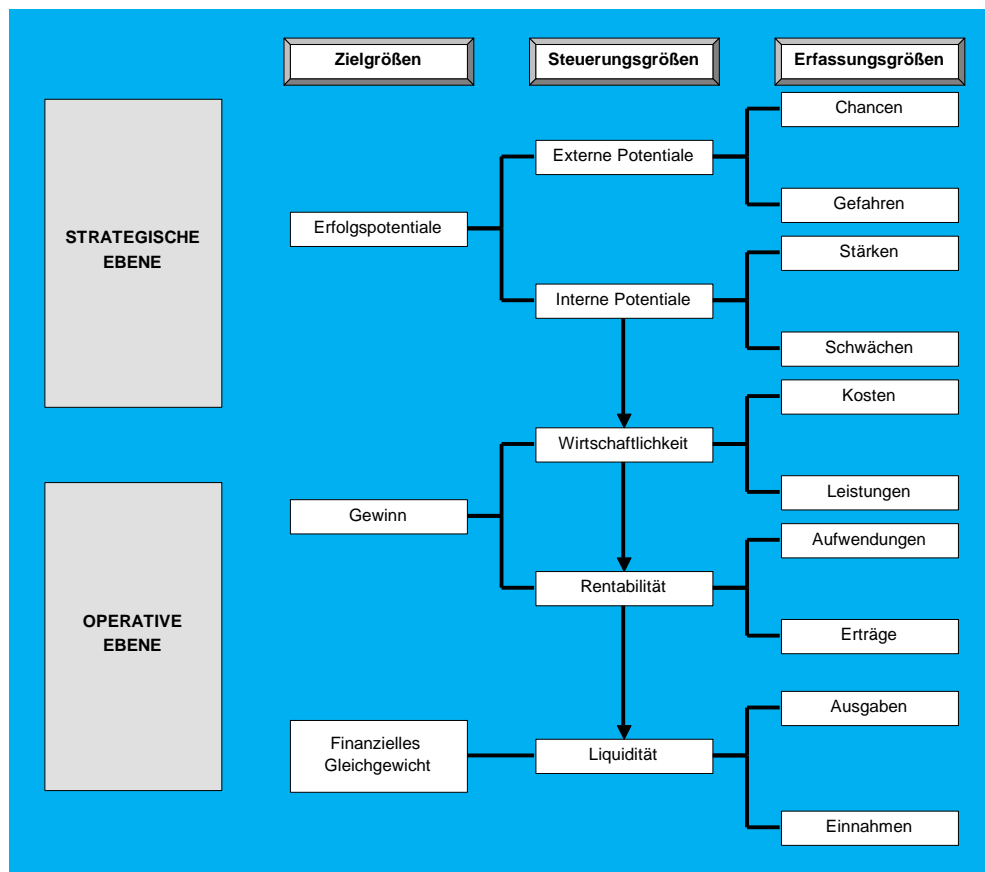 Zielgrößen
Steuerungsgrößen
Erfassungsgrößen
STRATEGISCHE
EBENE
OPERATIVE
EBENE
Erfolgspotentiale
Gewinn
Finanzielles
Gleichgewicht
Externe Potentiale
Interne Potentiale
Wirtschaftlichkeit
Rentabilität
Liquidität
Chancen
Gefahren
Stärken
Schwächen
Kosten
Leistungen
Aufwendungen
Erträge
Ausgaben
Einnahmen